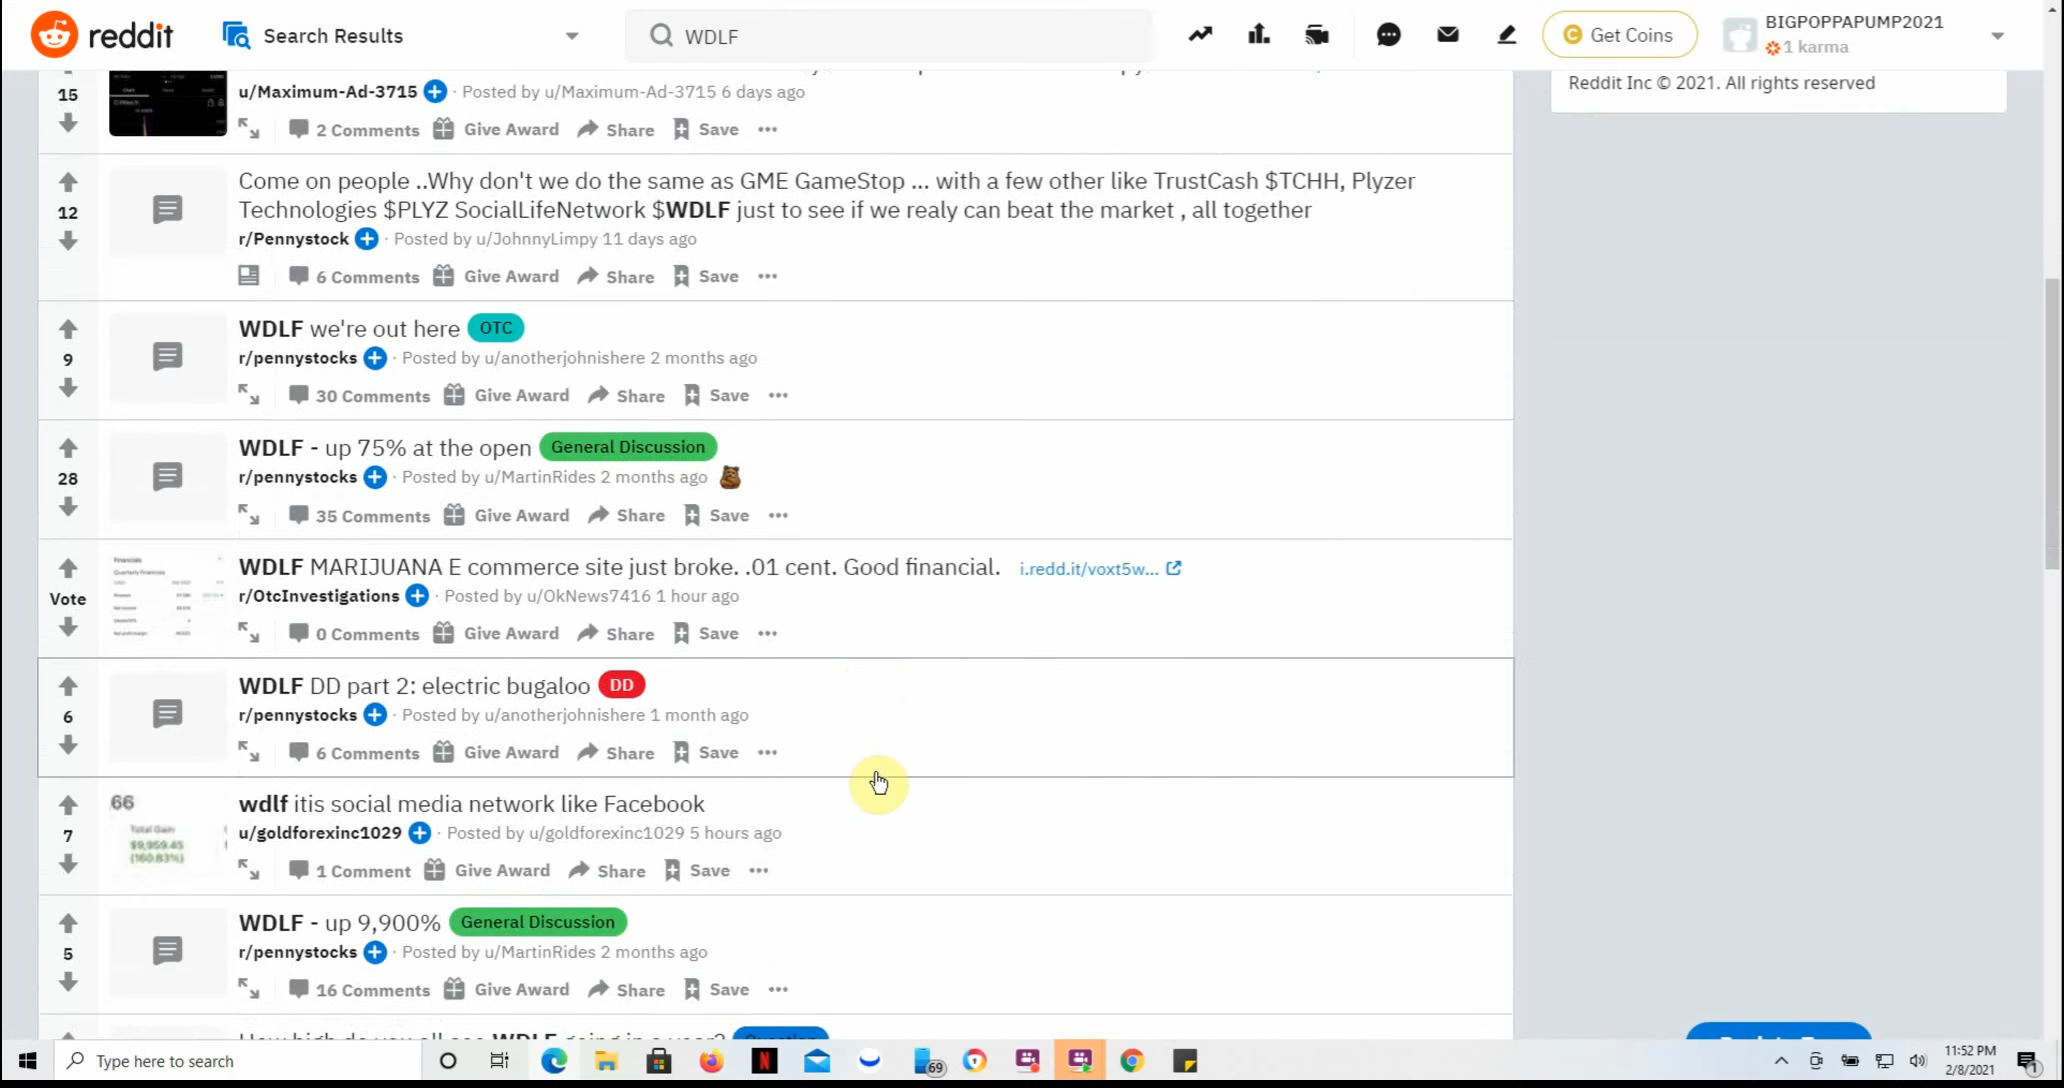 reddit Search Results WDLF Get Coins BIGPOPPAPUMP2021
1 karma
Reddit Inc © 2021. All rights reserved
15
u/Maximum-Ad-3715 · Posted by u/Maximum-Ad-3715 6 days ago
2 Comments Give Award Share Save
Come on people ..Why don't we do the same as GME GameStop ... with a few other like TrustCash $TCHH, Plyzer
12
Technologies $PLYZ SocialLifeNetwork $WDLF just to see if we realy can beat the market , all together
r/Pennystock · Posted by u/JohnnyLimpy 11 days ago
6 Comments Give Award Share Save
WDLF we're out here OTC
9
r/pennystocks · Posted by u/anotherjohnishere 2 months ago
30 Comments Give Award Share Save
WDLF - up 75% at the open General Discussion
28
r/pennystocks · Posted by u/MartinRides 2 months ago
35 Comments Give Award Share Save
WDLF MARIJUANA E commerce site just broke. .01 cent. Good financial. i.redd.it/voxt5w...
Vote
r/OtcInvestigations · Posted by u/OkNews7416 1 hour ago
0 Comments Give Award Share Save
Financials
WDLF DD part 2: electric bugaloo DD
6
r/pennystocks · Posted by u/anotherjohnishere 1 month ago
6 Comments Give Award Share Save
wdlf itis social media network like Facebook
7
u/goldforexinc1029 · Posted by u/goldforexinc1029 5 hours ago
1 Comment Give Award Share Save
66
Total Gain
$9,959.45
(160.83%)
WDLF - up 9,900% General Discussion
5
r/pennystocks · Posted by u/MartinRides 2 months ago
16 Comments Give Award Share Save
Type here to search
69
11:52 PM
2/8/2021
1